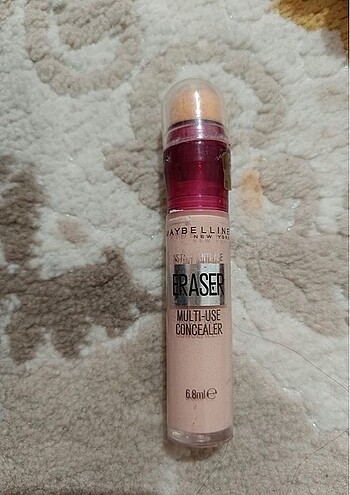 MAYBELLINE
NEW YORK
ERASER
MULTI-USE
CONCEALER
6.8ml e